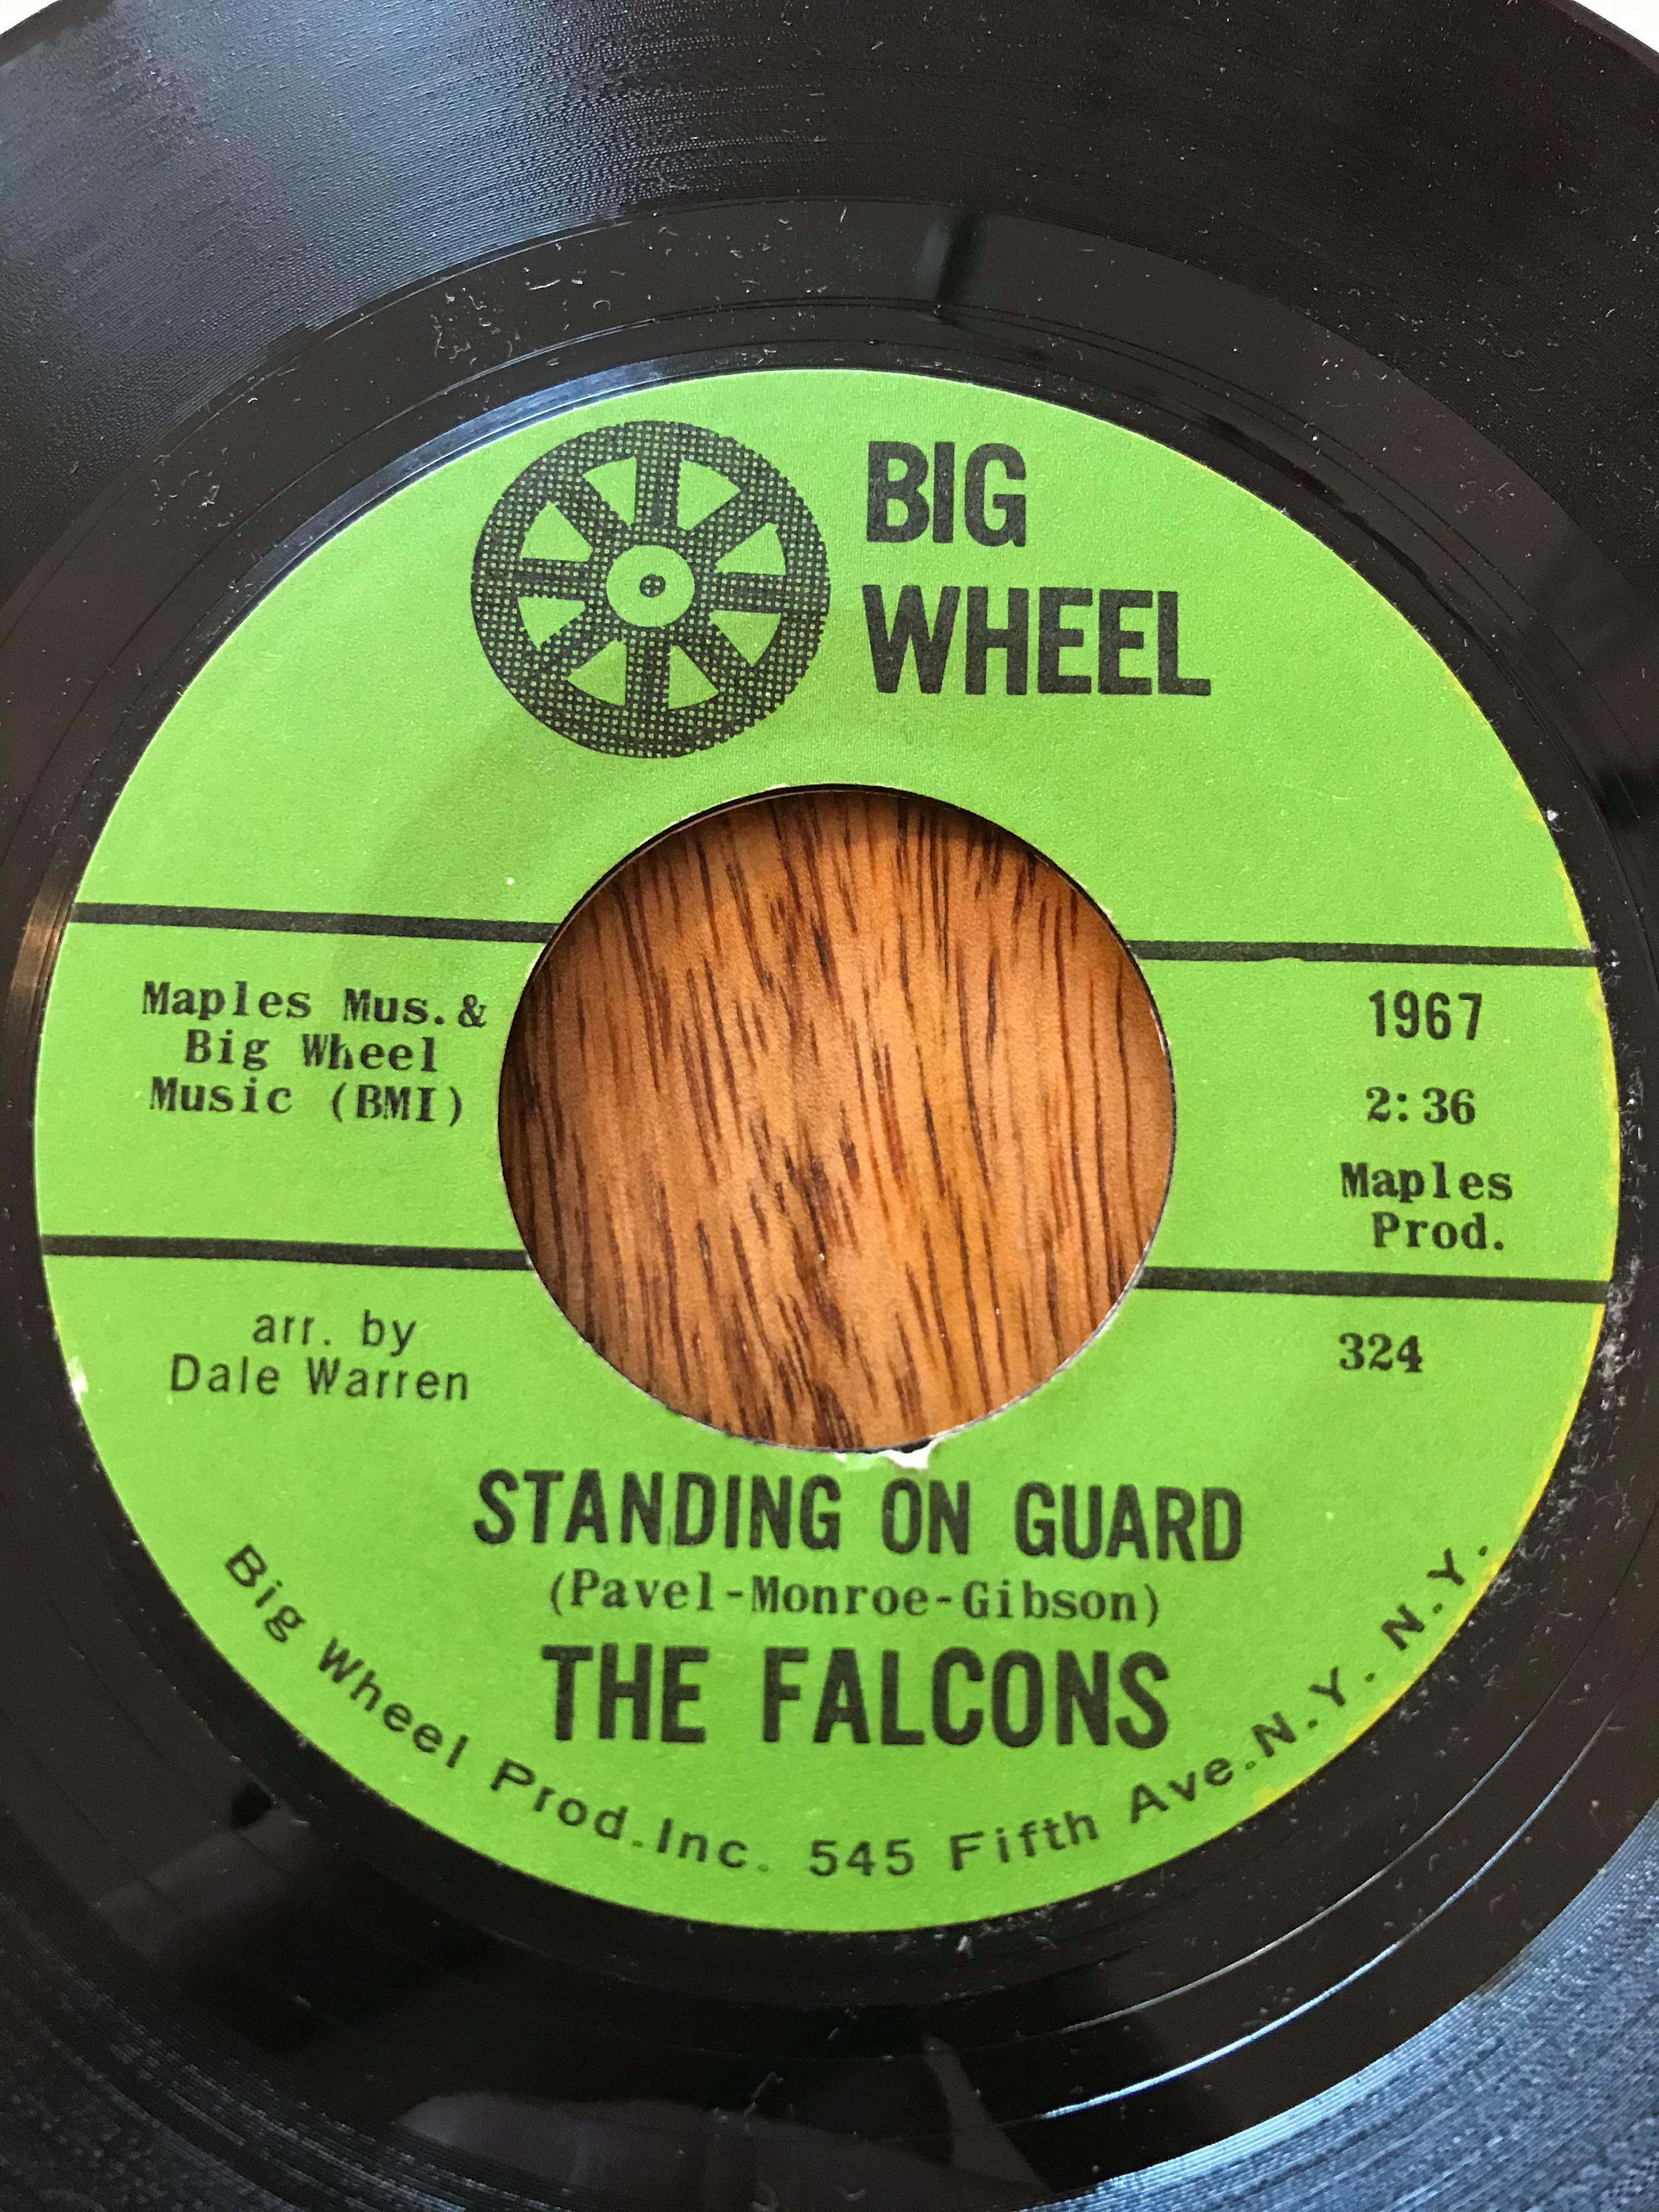 BIG
WHEEL
Maples Mus.&
Big Wheel
Music (BMI)
1967
2:36
Maples
Prod.
arr. by
Dale Warren
324
STANDING ON GUARD
(Pavel-Monroe-Gibson)
THE FALCONS
Big Wheel Prod.Inc. 545 Fifth Ave.N.Y. N.Y.